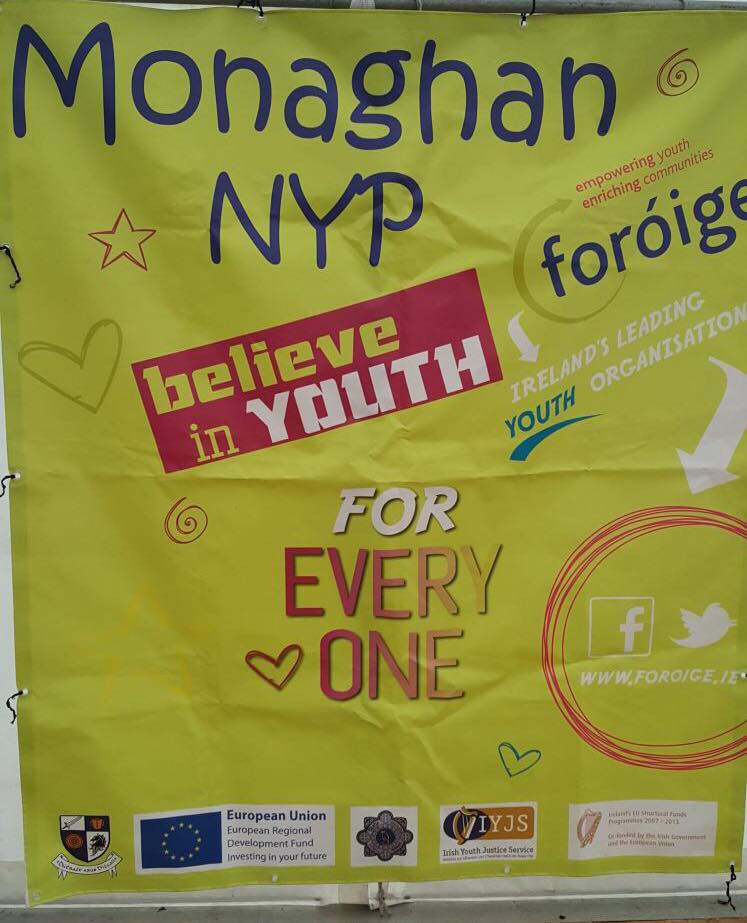 Monaghan
NYP
empowering youth
enriching communities
foróige
believe
in YOUTH
IRELAND'S LEADING
YOUTH ORGANISATION
FOR
EVERY
ONE
f
WWW.FOROIGE.IE
European Union
European Regional
Development Fund
Investing in your future
IYJS
Irish Youth Justice Service
Ireland's EU Structural Funds
Programmes 2007 - 2013
Co-funded by the Irish Government
and the European Union